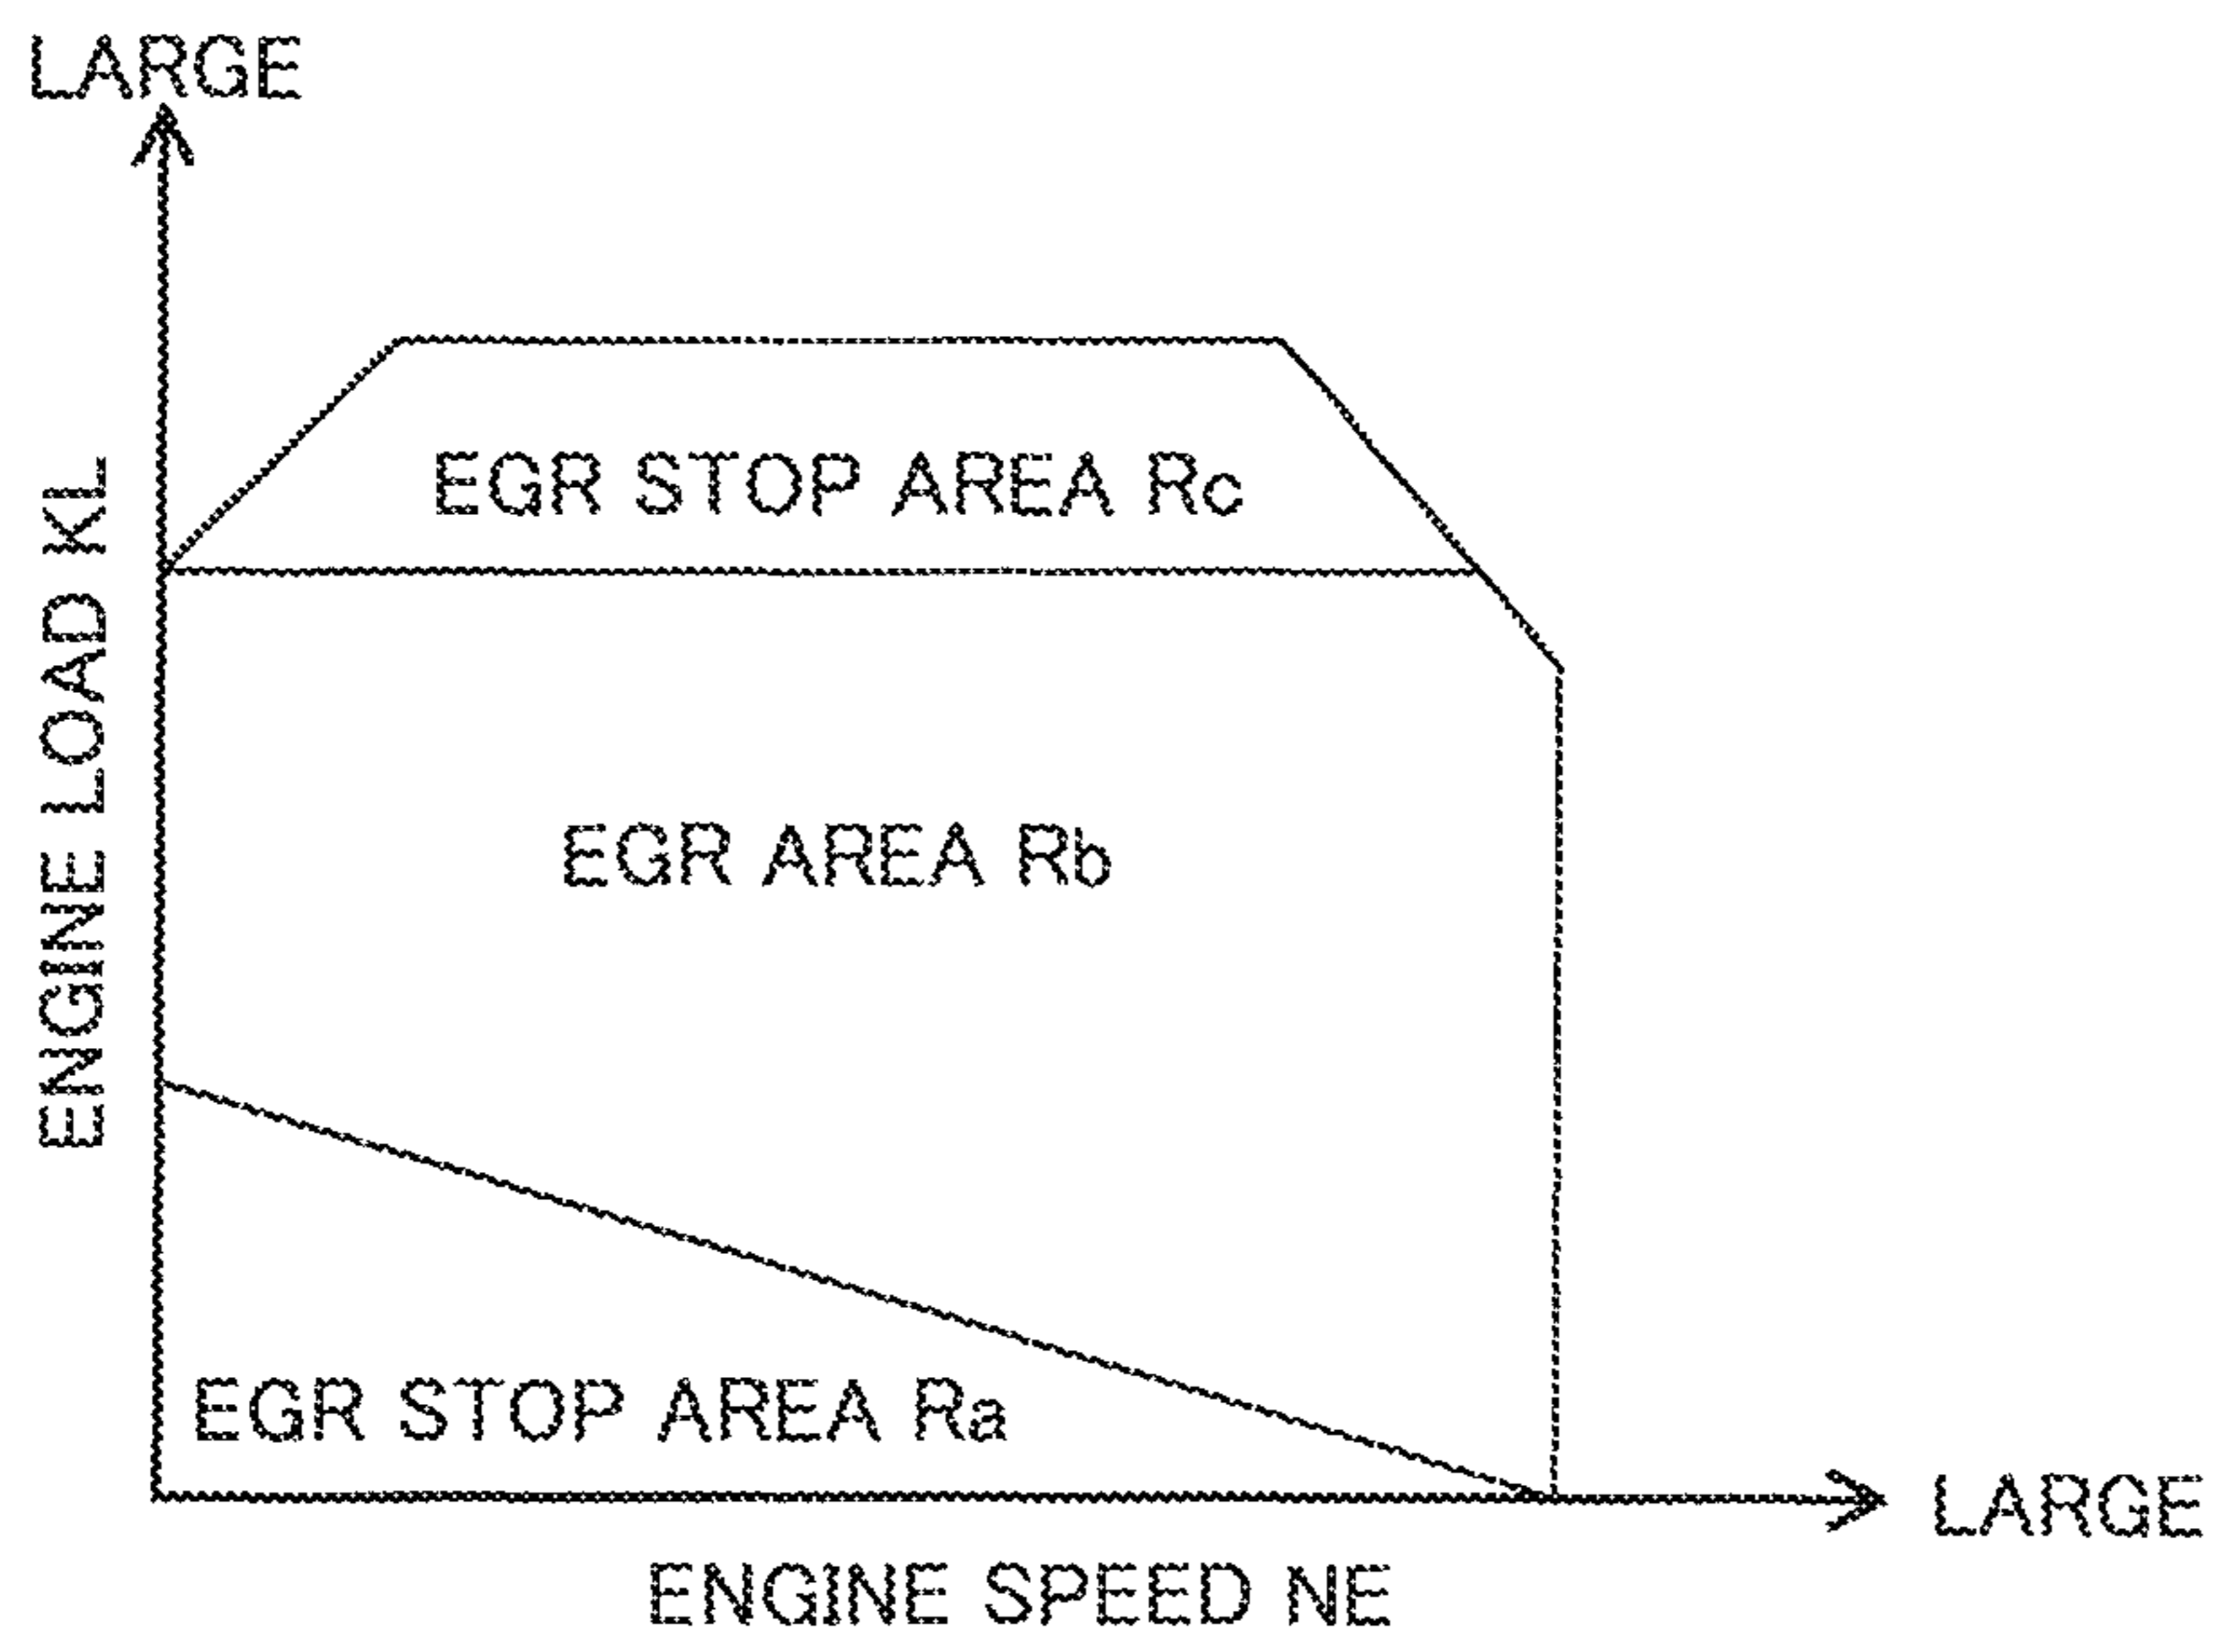 LARGE
ENGINE LOAD KL
EGR STOP AREA Rc
EGR AREA Rb
EGR STOP AREA Ra
LARGE
ENGINE SPEED NE